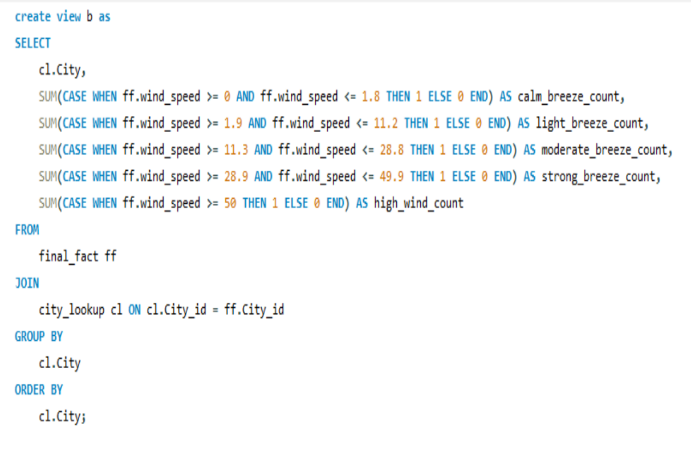 create view b as
SELECT
cl.City,
SUM(CASE WHEN ff.wind_speed >= 0 AND ff.wind_speed <= 1.8 THEN 1 ELSE 0 END) AS calm_breeze_count,
SUM(CASE WHEN ff.wind_speed >= 1.9 AND ff.wind_speed <= 11.2 THEN 1 ELSE 0 END) AS light_breeze_count,
SUM(CASE WHEN ff.wind_speed >= 11.3 AND ff.wind_speed <= 28.8 THEN 1 ELSE 0 END) AS moderate_breeze_count,
SUM(CASE WHEN ff.wind_speed >= 28.9 AND ff.wind_speed <= 49.9 THEN 1 ELSE 0 END) AS strong_breeze_count,
SUM(CASE WHEN ff.wind_speed >= 50 THEN 1 ELSE 0 END) AS high_wind_count
FROM
final_fact ff
JOIN
city_lookup cl ON cl.City_id = ff.City_id
GROUP BY
cl.City
ORDER BY
cl.City;